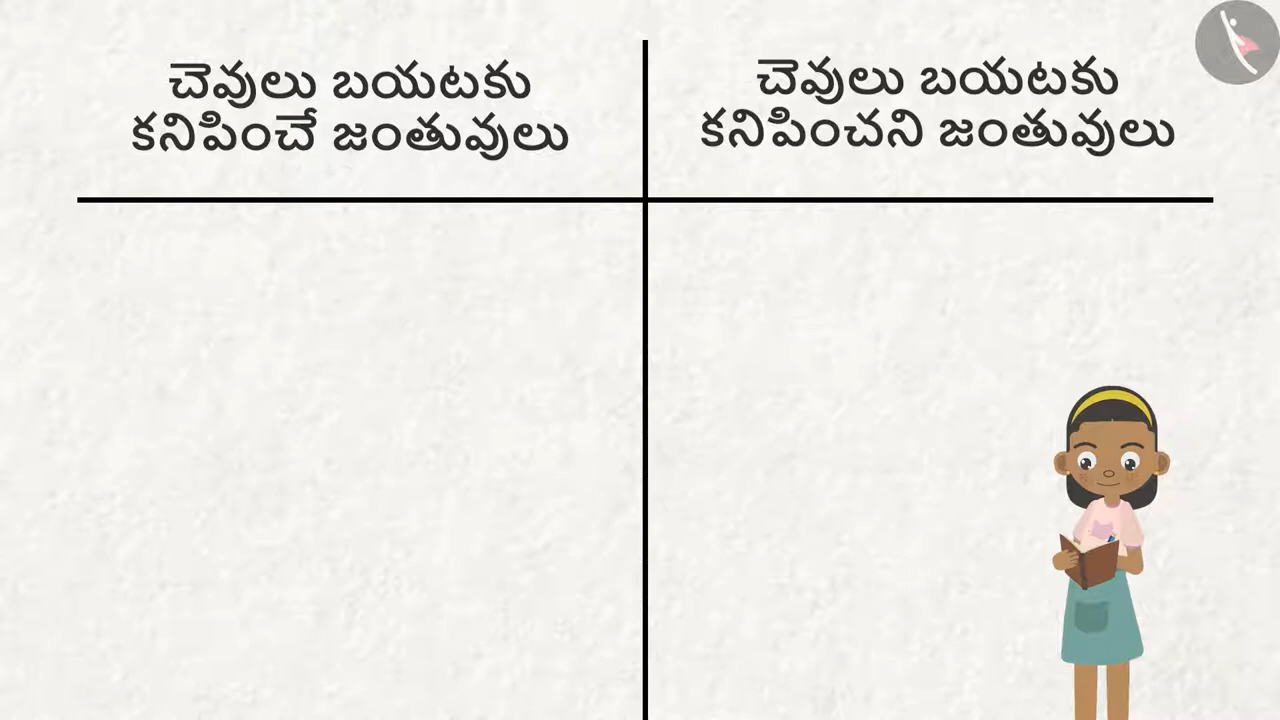 చెవులు బయటకు
కనిపించే జంతువులు
చెవులు బయటకు
కనిపించని జంతువులు